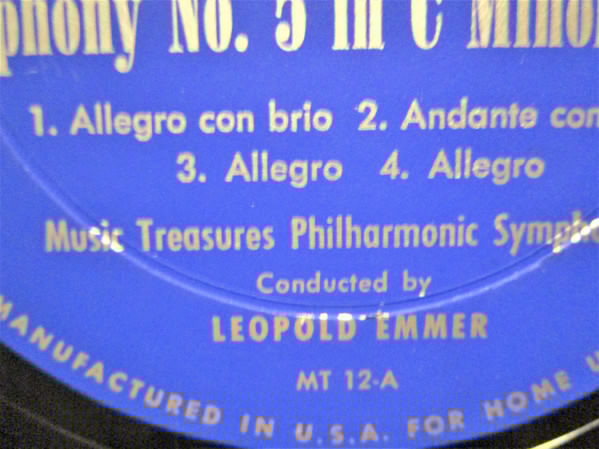 phony No. 5 in C Minor
1. Allegro con brio 2. Andante con
3. Allegro 4. Allegro
Music Treasures Philharmonic Sympho
Conducted by
LEOPOLD EMMER
MT 12-A
MANUFACTURED IN U.S.A. FOR HOME U